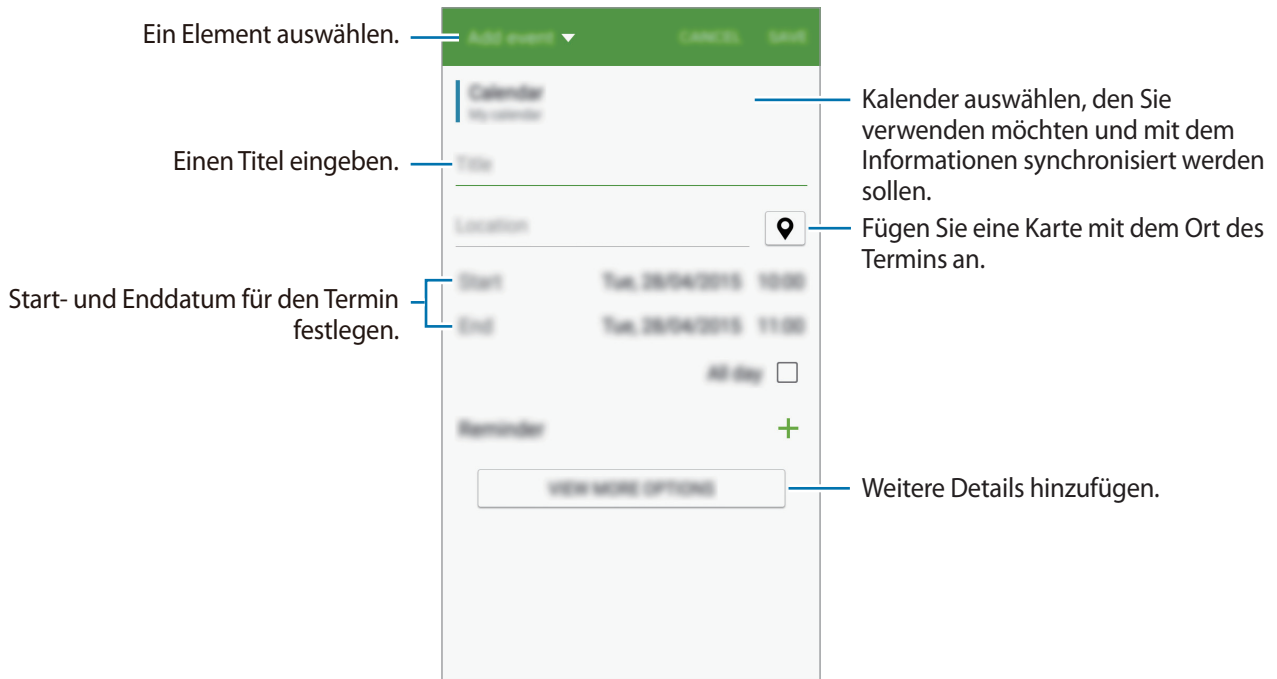 Ein Element auswählen.
Add event
CANCEL SAVE
Calendar
My calendar
Kalender auswählen, den Sie
verwenden möchten und mit dem
Informationen synchronisiert werden
sollen.
Einen Titel eingeben.
Title
Location
Fügen Sie eine Karte mit dem Ort des
Termins an.
Start- und Enddatum für den Termin
festlegen.
Start Tue, 28/04/2015 10:00
End Tue, 28/04/2015 11:00
All day
Reminder
VIEW MORE OPTIONS
Weitere Details hinzufügen.